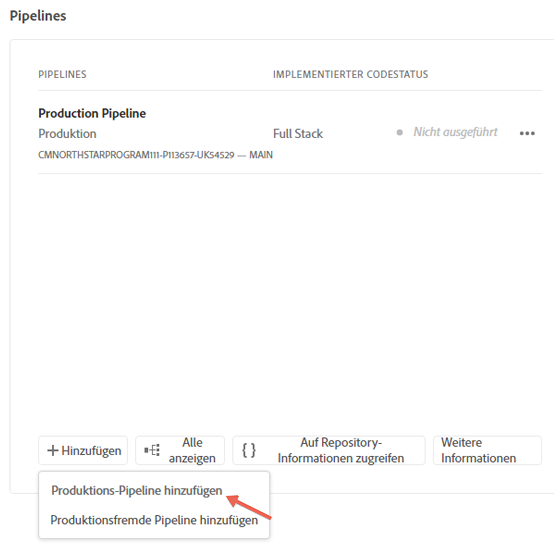 Pipelines
PIPELINES IMPLEMENTIERTER CODESTATUS
Production Pipeline
Produktion Full Stack Nicht ausgeführt
CMNORTHSTARPROGRAM111-P113657-UK54529 — MAIN
Hinzufügen
Alle
anzeigen
Auf Repository-
Informationen zugreifen
Weitere
Informationen
Produktions-Pipeline hinzufügen
Produktionsfremde Pipeline hinzufügen